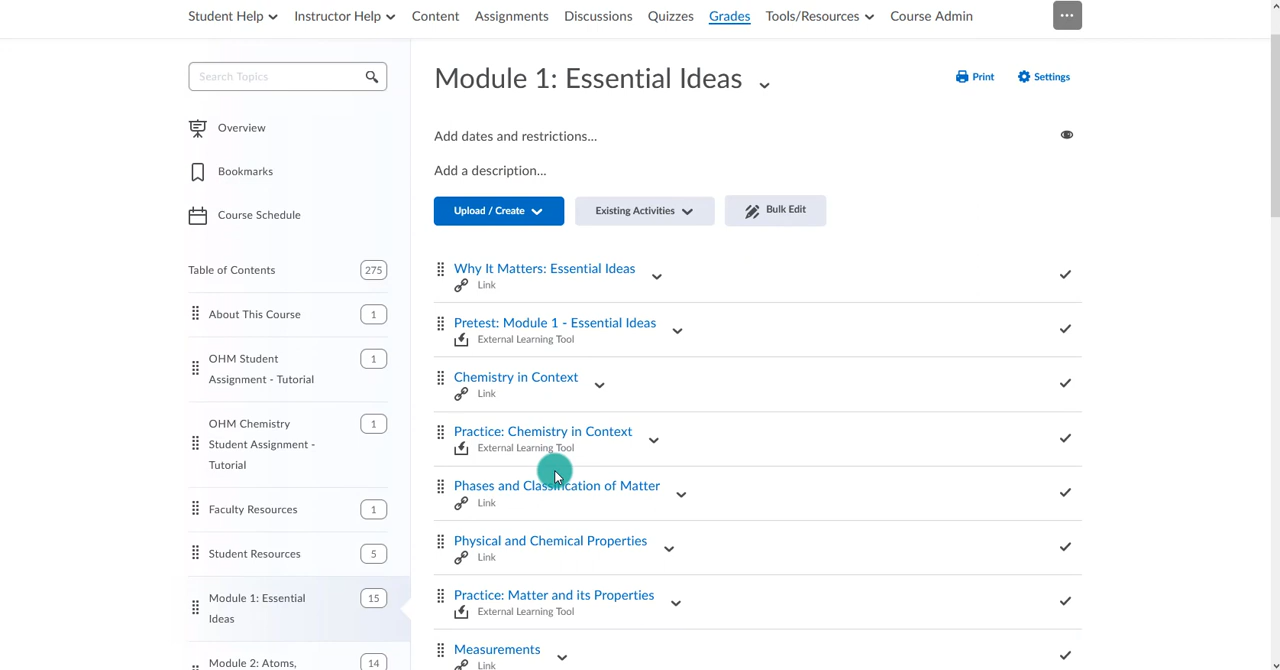 Student Help Instructor Help Content Assignments Discussions Quizzes Grades Tools/Resources Course Admin
Search Topics
Overview
Bookmarks
Course Schedule
Table of Contents 275
About This Course 1
OHM Student 1
Assignment - Tutorial
OHM Chemistry 1
Student Assignment -
Tutorial
Faculty Resources 1
Student Resources 5
Module 1: Essential 15
Ideas
Module 2: Atoms, 14
Module 1: Essential Ideas
Print Settings
Add dates and restrictions...
Add a description...
Upload / Create Existing Activities Bulk Edit
Why It Matters: Essential Ideas
Link
Pretest: Module 1 - Essential Ideas
External Learning Tool
Chemistry in Context
Link
Practice: Chemistry in Context
External Learning Tool
Phases and Classification of Matter
Link
Physical and Chemical Properties
Link
Practice: Matter and its Properties
External Learning Tool
Measurements
Link